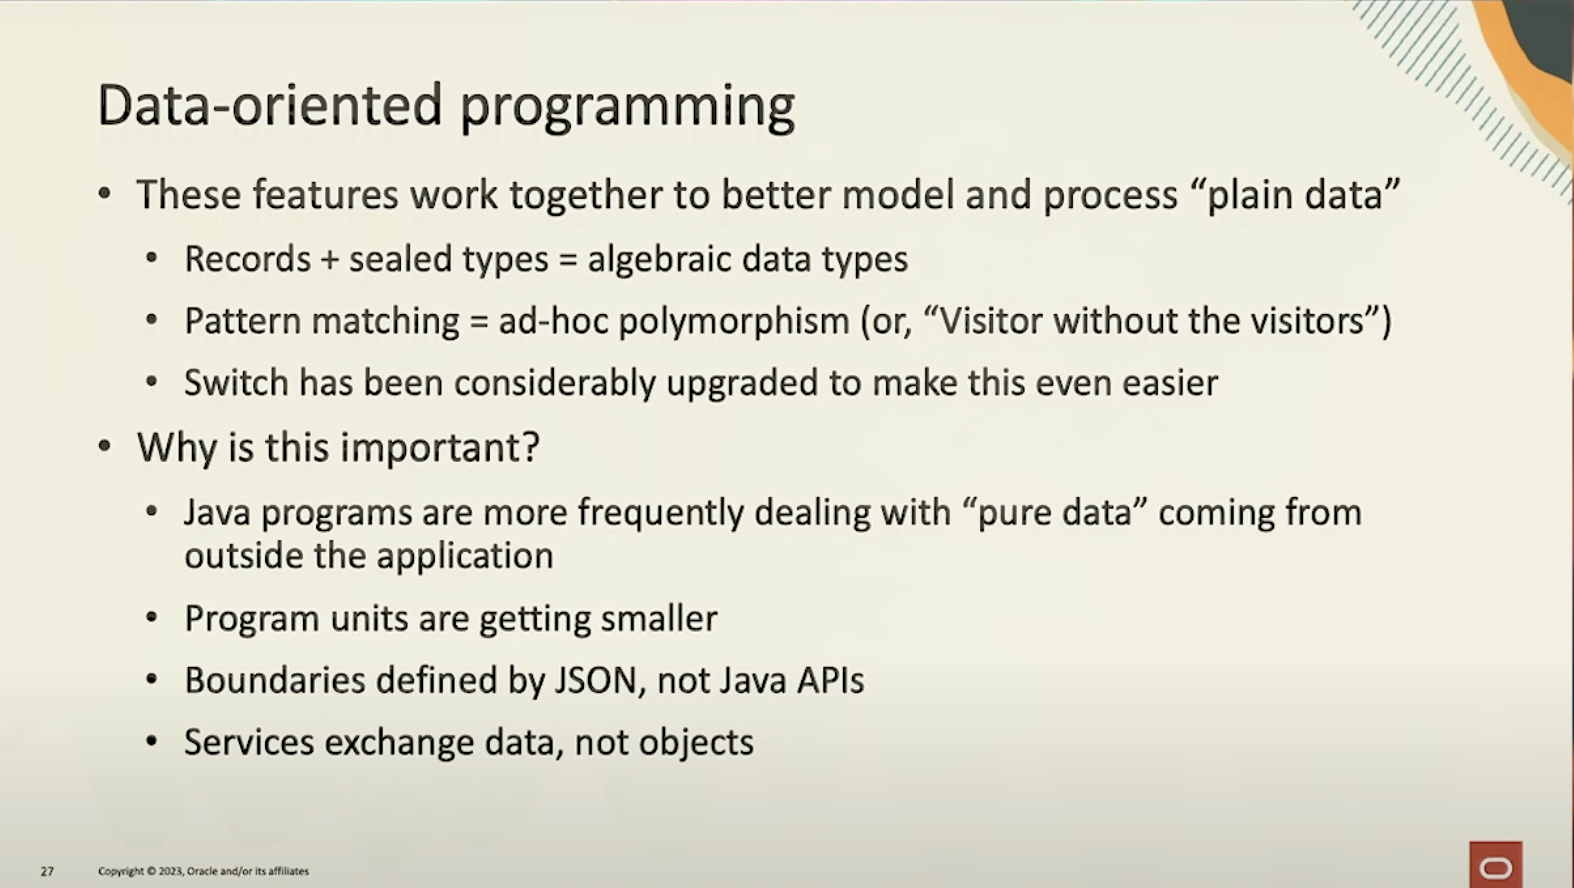 Data-oriented programming
• These features work together to better model and process “plain data”
• Records + sealed types = algebraic data types
• Pattern matching = ad-hoc polymorphism (or, “Visitor without the visitors”)
• Switch has been considerably upgraded to make this even easier
• Why is this important?
• Java programs are more frequently dealing with “pure data” coming from
outside the application
• Program units are getting smaller
• Boundaries defined by JSON, not Java APIs
• Services exchange data, not objects
27 Copyright © 2023, Oracle and/or its affiliates